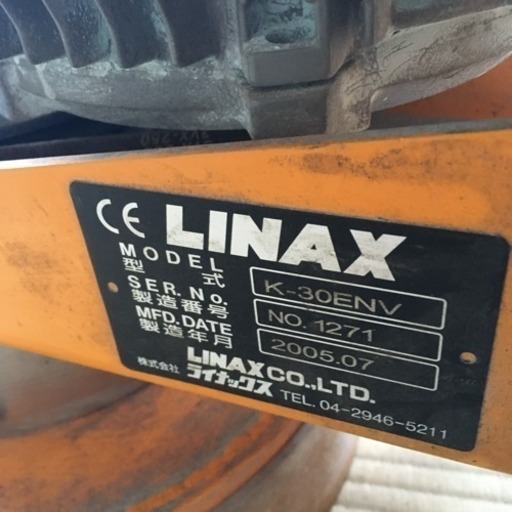 CE LINAX
MODEL
型式 K-30ENV
SER.No.
製造番号 NO.1271
MFD.DATE
製造年月 2005.07
株式会社 LINAX CO.,LTD.
ライナックス TEL. 04-2946-5211